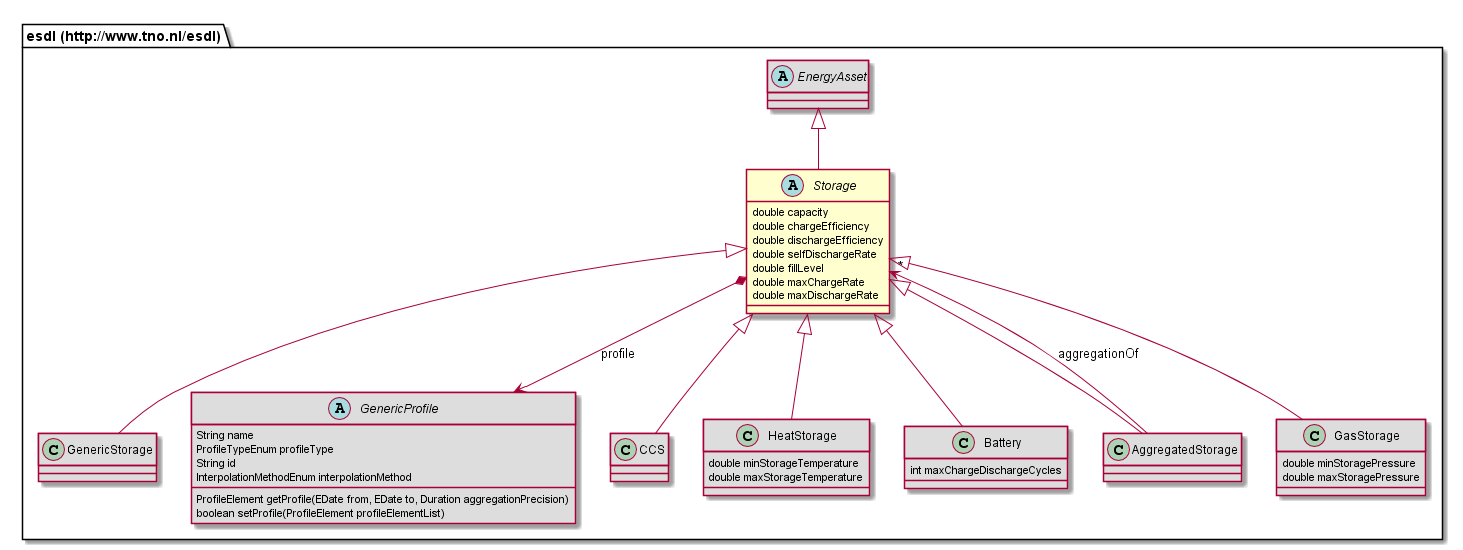 esdl (http://www.tno.nl/esdl)
A EnergyAsset
A Storage
double capacity
double chargeEfficiency
double dischargeEfficiency
double selfDischargeRate
double fillLevel
double maxChargeRate
double maxDischargeRate
*
profile
aggregationOf
C GenericStorage
A GenericProfile
String name
ProfileTypeEnum profileType
String id
InterpolationMethodEnum interpolationMethod
ProfileElement getProfile(EDate from, EDate to, Duration aggregationPrecision)
boolean setProfile(ProfileElement profileElementList)
C CCS
C HeatStorage
double minStorageTemperature
double maxStorageTemperature
C Battery
int maxChargeDischargeCycles
C AggregatedStorage
C GasStorage
double minStoragePressure
double maxStoragePressure